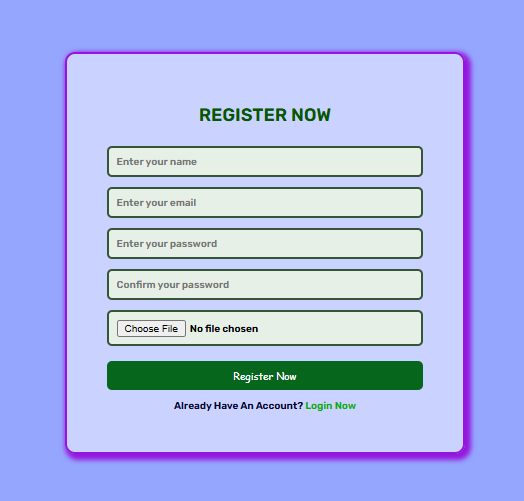 REGISTER NOW
Enter your name
Enter your email
Enter your password
Confirm your password
Choose File No file chosen
Register Now
Already Have An Account? Login Now